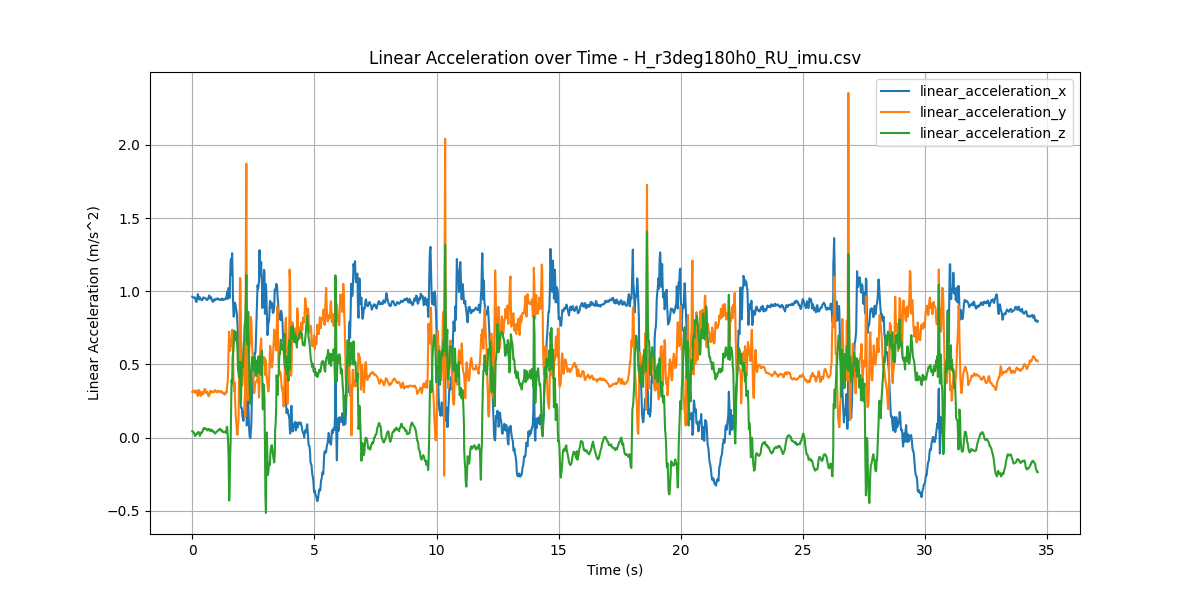 Linear Acceleration over Time - H_r3deg180h0_RU_imu.csv
linear_acceleration_x
linear_acceleration_y
linear_acceleration_z
Linear Acceleration (m/s^2)
2.0
1.5
1.0
0.5
0.0
−0.5
0 5 10 15 20 25 30 35
Time (s)